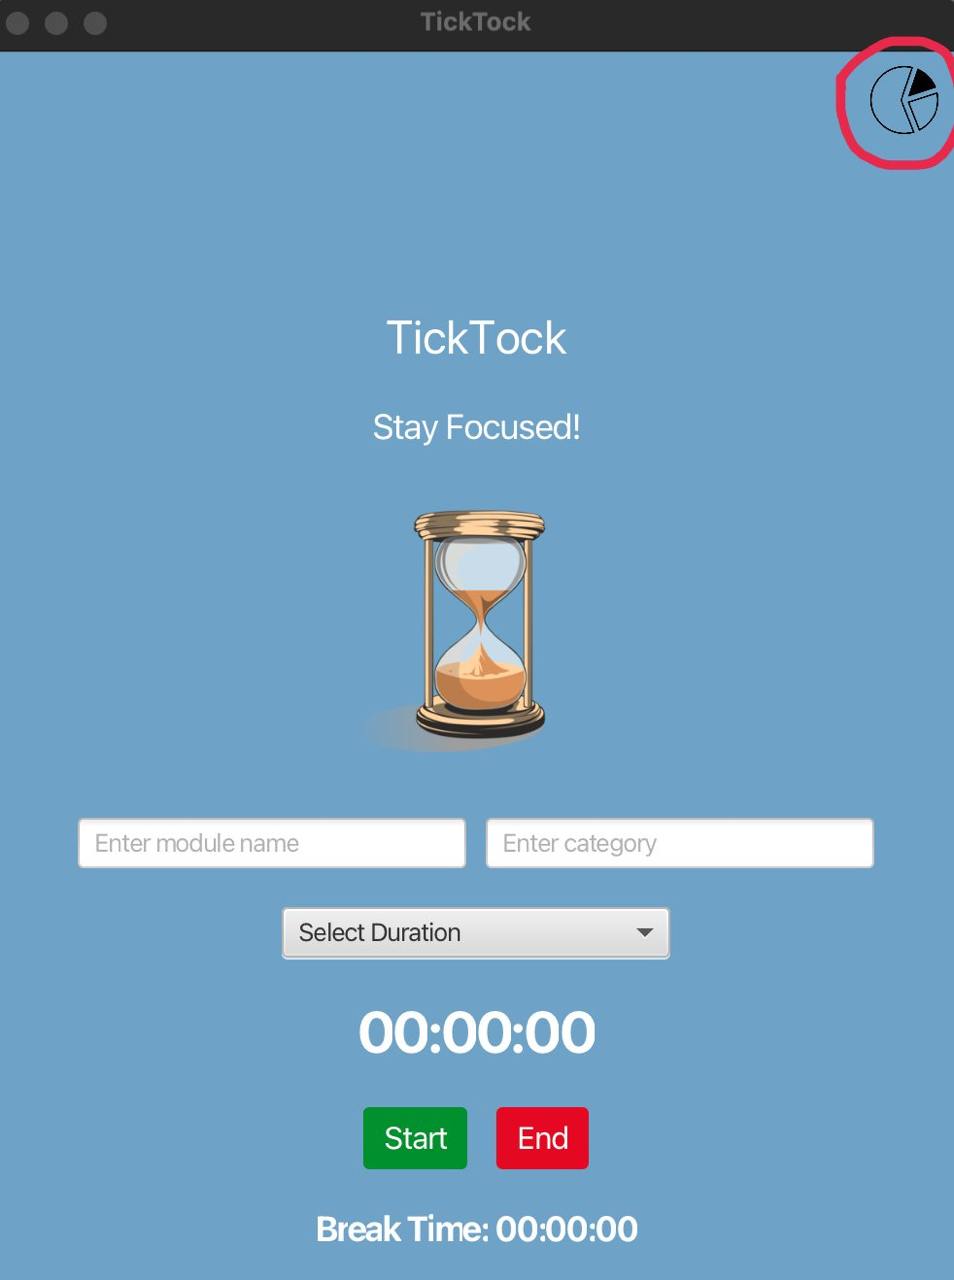 TickTock
TickTock
Stay Focused!
Enter module name
Enter category
Select Duration
00:00:00
Start
End
Break Time: 00:00:00